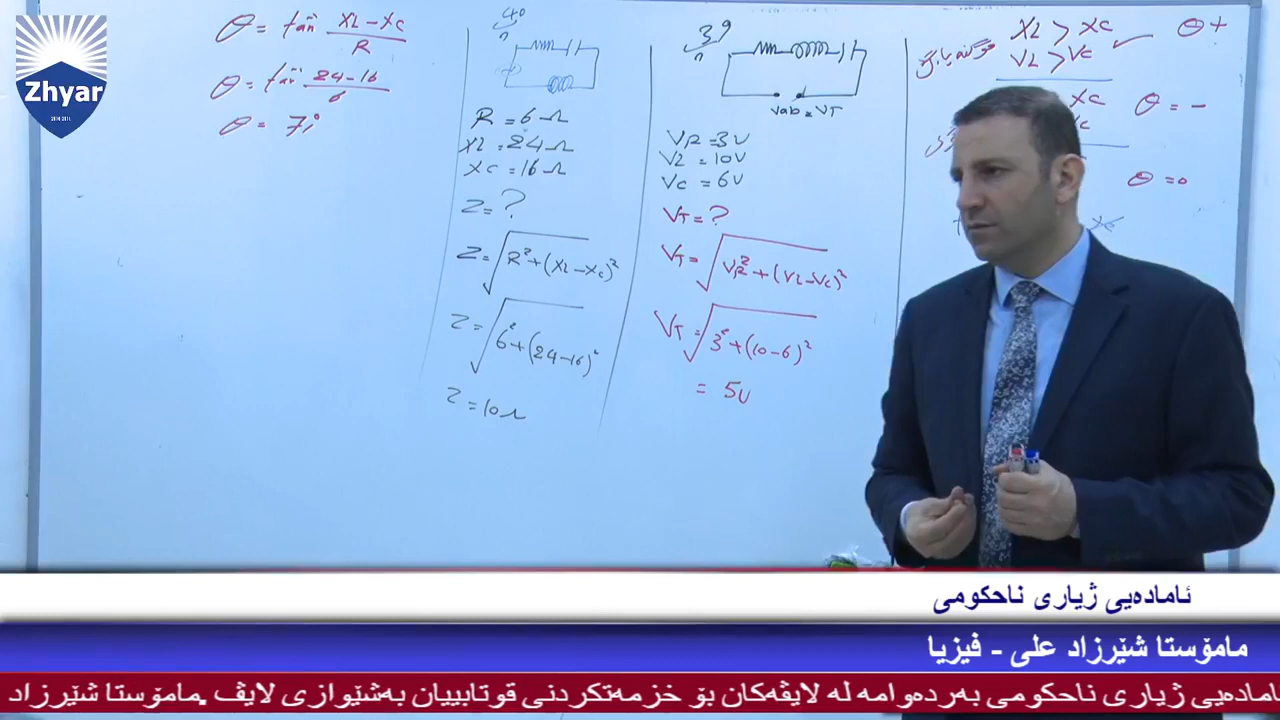 Zhyar
θ = tan⁻¹ XL - XC / R
θ = tan⁻¹ 24 - 16 / 6
θ =
40
R = 6 Ω
XL = 24 Ω
XC = 16 Ω
Z = ?
Z = √R² + (XL - XC)²
Z = √6² + (24 - 16)²
Z = 10 Ω
39
Vab = VT
VR = 3V
VL = 10V
VC = 6V
VT = ?
VT = √VR² + (VL - VC)²
VT = √3² + (10 - 6)²
= 5V
XL > XC θ +
VL > VC
XC θ = -
θ = 0
ئامادەیی ژیاری ناحکومی
مامۆستا شێرزاد علی - فیزیا
ئامادەیی ژیاری ناحکومی بەردەوامە لە لایڤەکان بۆ خزمەتکردنی قوتابییان بەشێوازی لایڤ .مامۆستا شێرزاد